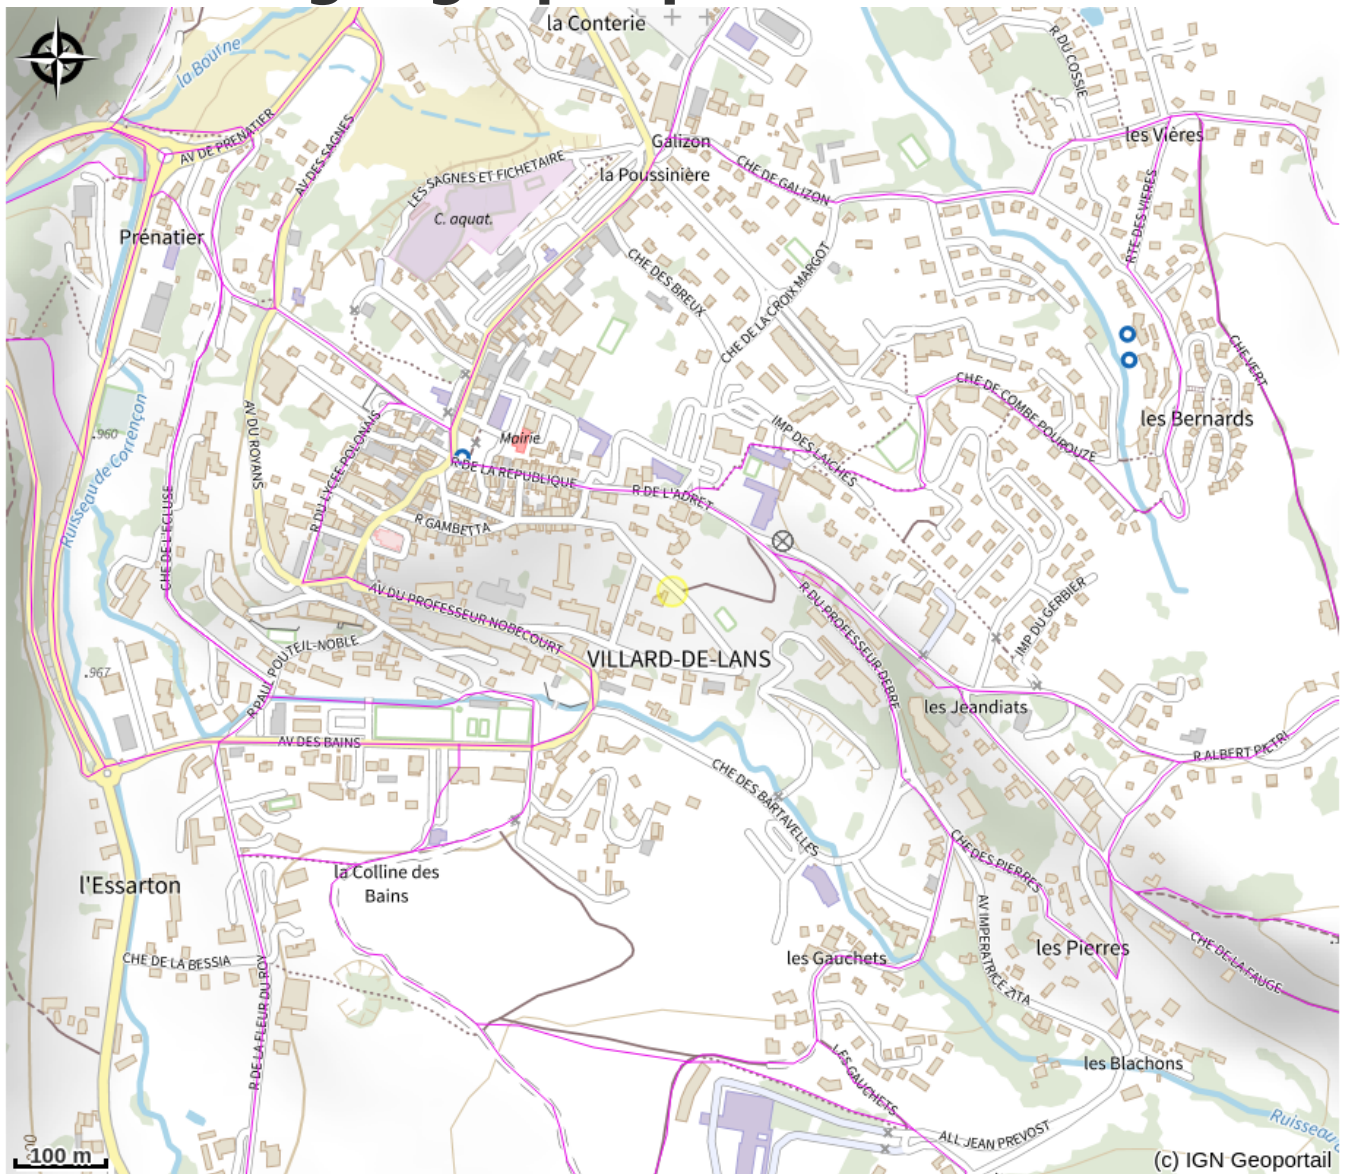 la Conterie
la Bourne
R DU COSSIE
AV DE PRENATIER
AV DES SAGNES
Galizon
les Vières
LES SAGNES ET FICHETAIRE
la Poussinière
CHE DE GALIZON
C. aquat.
Prénatier
RTE DES VIERES
CHE DES BREUX
CHE DE LA CROIX MARGOT
CHE VERT
CHE DE COMBE POUROUZE
.960
Ruisseau de Corrençon
AV DU ROYANS
R DU LYCEE POLONAIS
Mairie
IMP DES LAICHES
les Bernards
R DE LA REPUBLIQUE
R DE L'ADRET
R GAMBETTA
CHE DE L'ECLUSE
AV DU PROFESSEUR NOBECOURT
R DU PROFESSEUR DEBRE
IMP DU GERBIER
R PAUL POUTEIL-NOBLE
VILLARD-DE-LANS
.967
les Jeandiats
AV DES BAINS
R ALBERT PIETRI
CHE DES BARTAVELLES
CHE DES PIERRES
l'Essarton
la Colline des
Bains
AV IMPERATRICE ZITA
les Pierres
CHE DE LA BESSIA
les Gauchets
CHE DE LA FAUGE
R DE LA FLEUR DU ROY
LES GAUCHETS
les Blachons
ALL JEAN PREVOST
Ruisseau
100 m
(c) IGN Geoportail